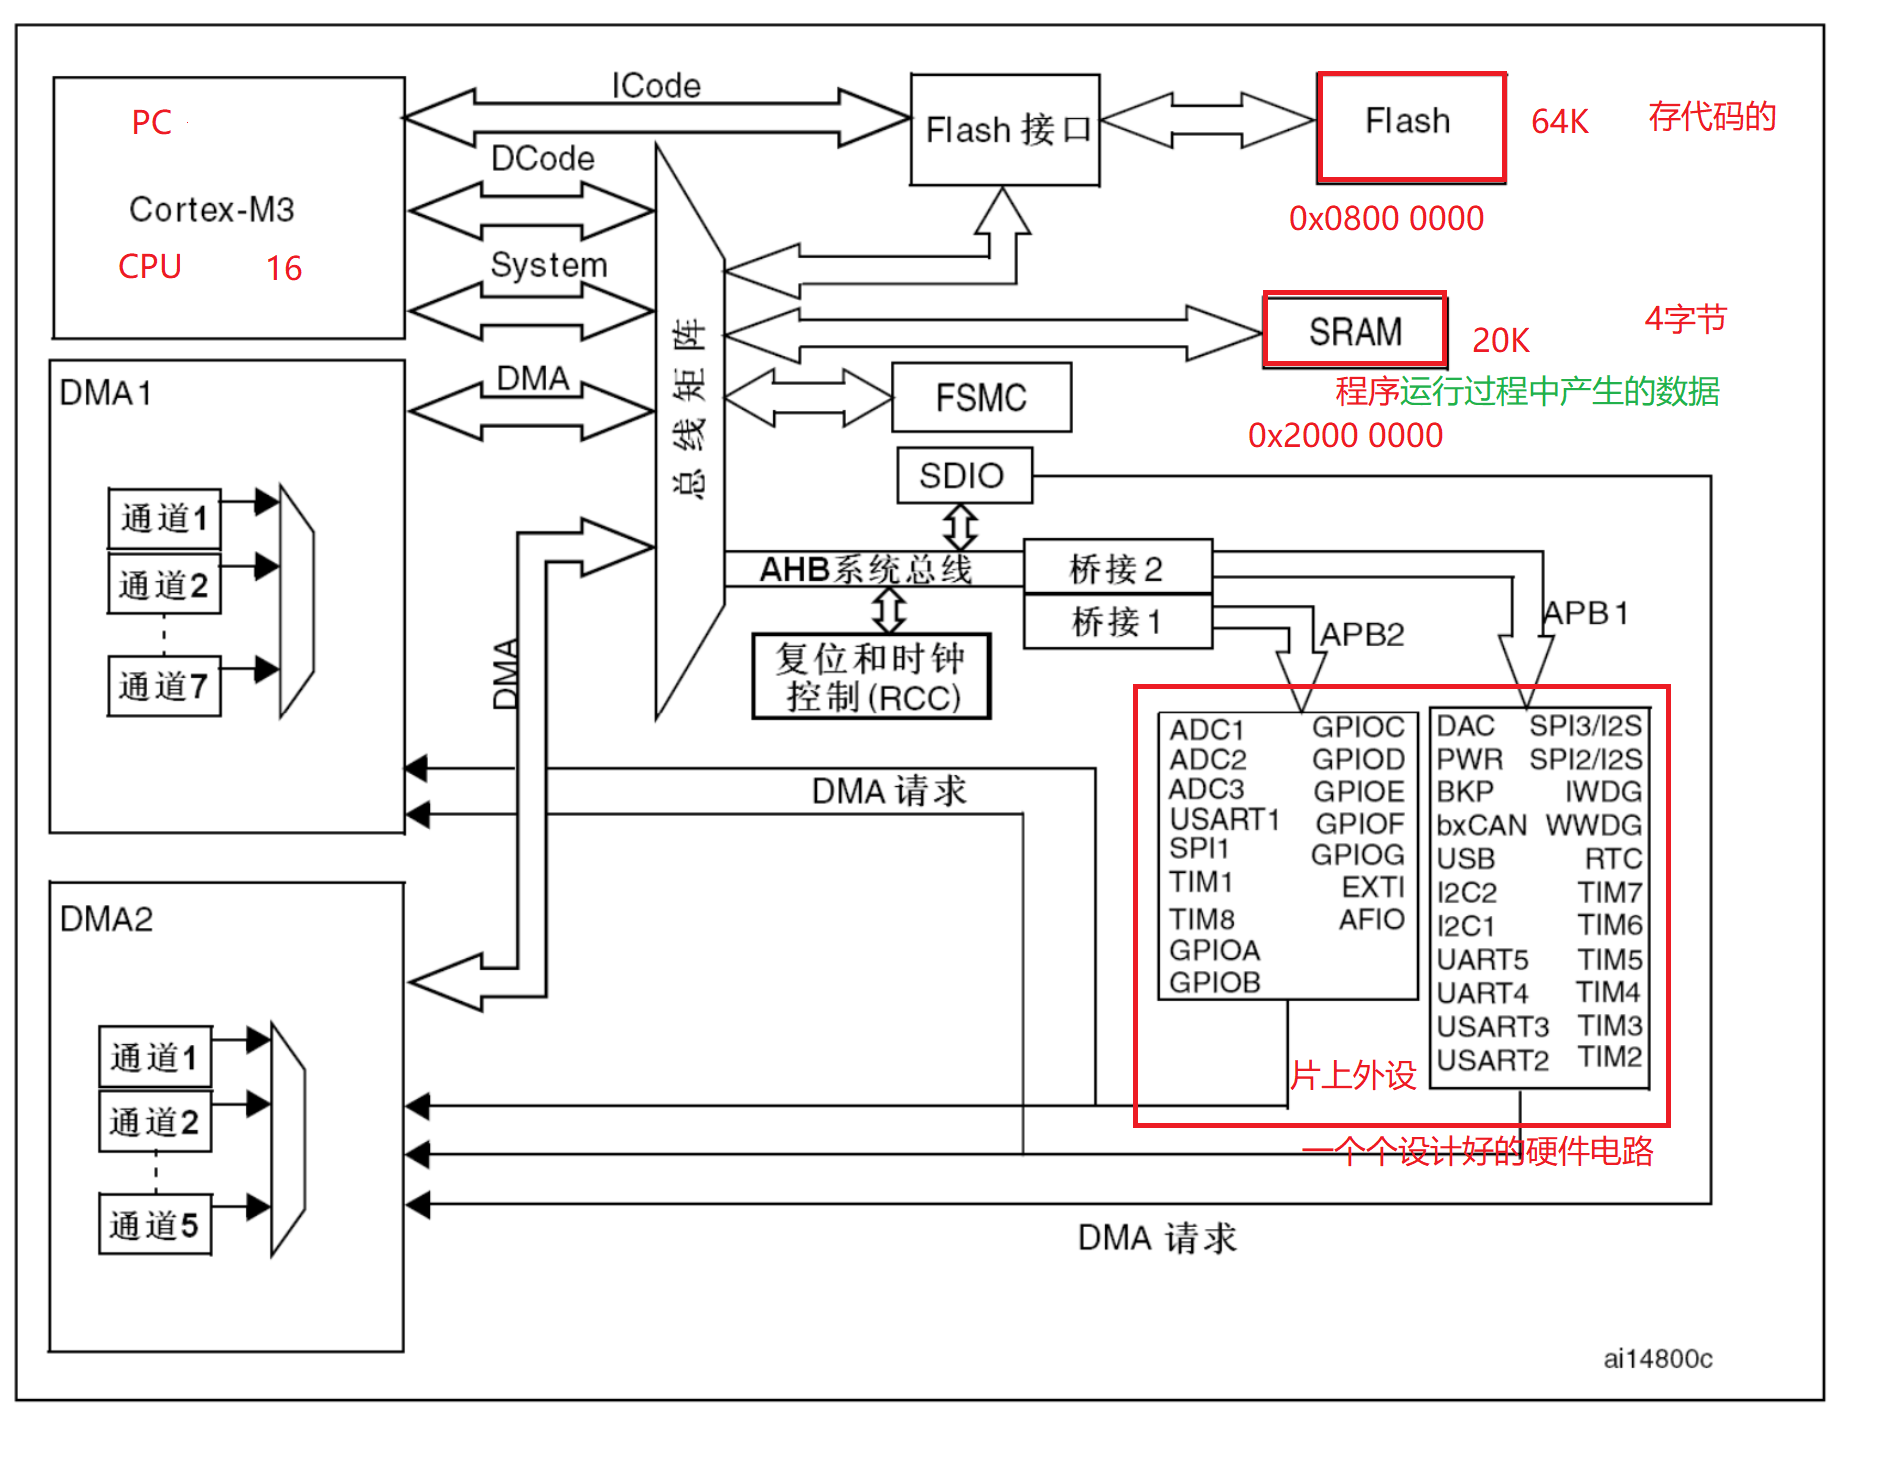 PC
Cortex-M3
CPU 16
ICode
DCode
System
DMA
Flash 接口
Flash
64K
存代码的
0x0800 0000
SRAM
20K
4字节
程序运行过程中产生的数据
0x2000 0000
总线矩阵
FSMC
SDIO
AHB系统总线
桥接2
桥接1
复位和时钟
控制(RCC)
APB2
APB1
DMA1
通道1
通道2
通道7
DMA
DMA 请求
ADC1 GPIOC
ADC2 GPIOD
ADC3 GPIOE
USART1 GPIOF
SPI1 GPIOG
TIM1 EXTI
TIM8 AFIO
GPIOA
GPIOB
DAC SPI3/I2S
PWR SPI2/I2S
BKP IWDG
bxCAN WWDG
USB RTC
I2C2 TIM7
I2C1 TIM6
UART5 TIM5
UART4 TIM4
USART3 TIM3
USART2 TIM2
片上外设
一个个设计好的硬件电路
DMA2
通道1
通道2
通道5
DMA 请求
ai14800c